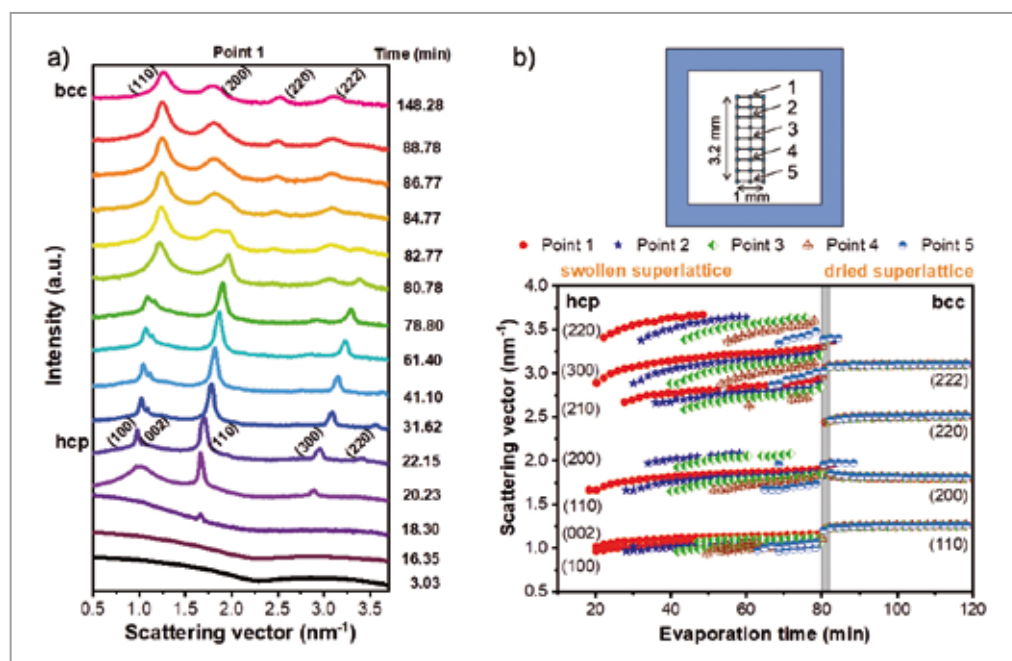 a)
Point 1
Time (min)
bcc
(110)
(200)
(220)
(222)
148.28
88.78
86.77
84.77
82.77
80.78
78.80
61.40
41.10
31.62
hcp
(100)
(002)
(110)
(300)
(220)
22.15
20.23
18.30
16.35
3.03
Intensity (a.u.)
0.5 1.0 1.5 2.0 2.5 3.0 3.5
Scattering vector (nm⁻¹)
b)
1
2
3
4
5
3.2 mm
1 mm
Point 1 Point 2 Point 3 Point 4 Point 5
swollen superlattice dried superlattice
hcp bcc
4.0
3.5
3.0
2.5
2.0
1.5
1.0
0.5
Scattering vector (nm⁻¹)
(220)
(300)
(210)
(200)
(110)
(002)
(100)
(222)
(220)
(200)
(110)
20 40 60 80 100 120
Evaporation time (min)